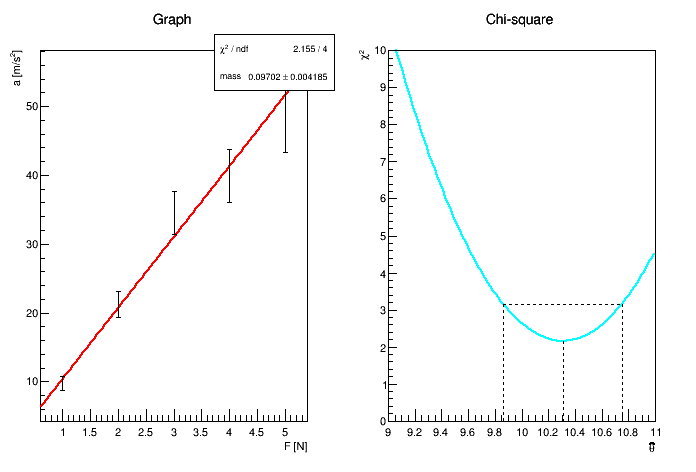 Graph
a [m/s²]
χ² / ndf 2.155 / 4
mass 0.09702 ± 0.004185
50
40
30
20
10
1 1.5 2 2.5 3 3.5 4 4.5 5
F [N]
Chi-square
χ²
10
9
8
7
6
5
4
3
2
1
0
9 9.2 9.4 9.6 9.8 10 10.2 10.4 10.6 10.8 11